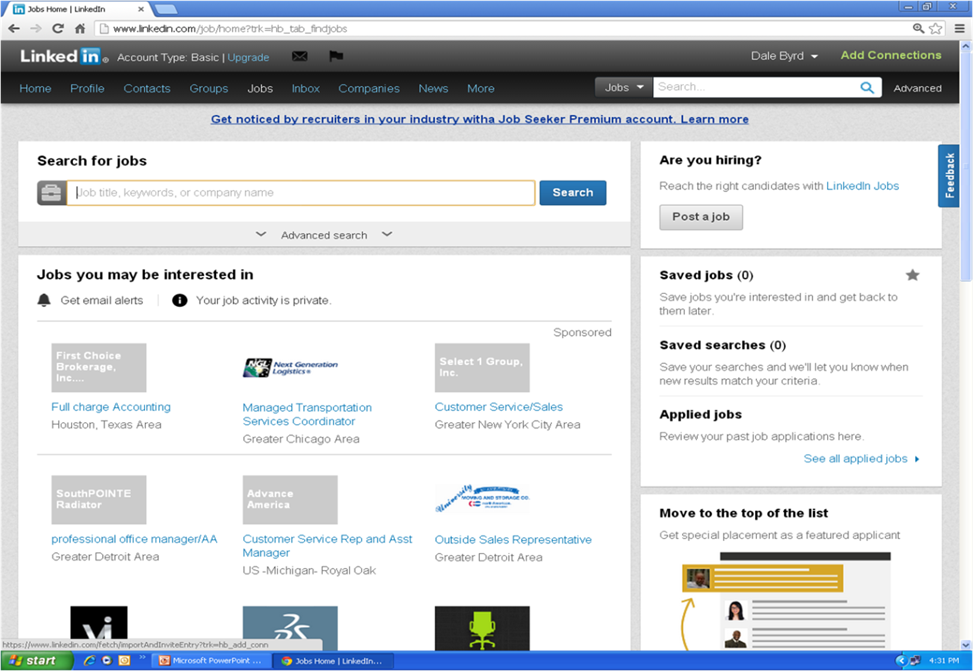 Jobs Home | LinkedIn
www.linkedin.com/job/home?trk=hb_tab_findjobs
Linked in Account Type: Basic | Upgrade
Dale Byrd
Add Connections
Home Profile Contacts Groups Jobs Inbox Companies News More
Jobs Search... Advanced
Get noticed by recruiters in your industry witha Job Seeker Premium account. Learn more
Search for jobs
Job title, keywords, or company name
Search
Advanced search
Jobs you may be interested in
Get email alerts
Your job activity is private.
Sponsored
First Choice
Brokerage,
Inc....
Full charge Accounting
Houston, Texas Area
NGL Next Generation
Logistics®
Managed Transportation
Services Coordinator
Greater Chicago Area
Select 1 Group,
Inc.
Customer Service/Sales
Greater New York City Area
SouthPOINTE
Radiator
professional office manager/AA
Greater Detroit Area
Advance
America
Customer Service Rep and Asst
Manager
US -Michigan- Royal Oak
University
MOVING AND STORAGE CO.
Outside Sales Representative
Greater Detroit Area
Are you hiring?
Reach the right candidates with LinkedIn Jobs
Post a job
Feedback
Saved jobs (0)
Save jobs you're interested in and get back to
them later.
Saved searches (0)
Save your searches and we'll let you know when
new results match your criteria.
Applied jobs
Review your past job applications here.
See all applied jobs
Move to the top of the list
Get special placement as a featured applicant
https://www.linkedin.com/fetch/importAndInviteEntry?trk=hb_add_conn
start
Microsoft PowerPoint ...
Jobs Home | LinkedIn...
4:31 PM